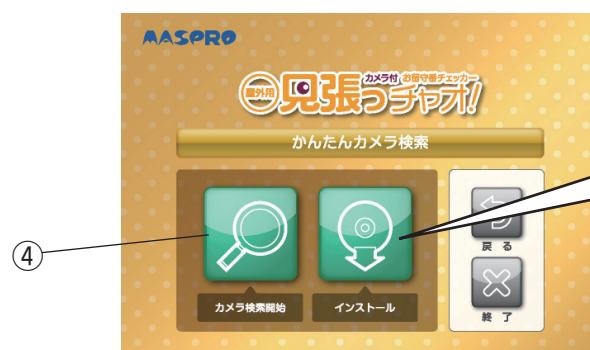 MASPRO
カメラ付 お留守番チェッカー
屋外用 見張っチャオ!
かんたんカメラ検索
④
戻る
カメラ検索開始 インストール
終了